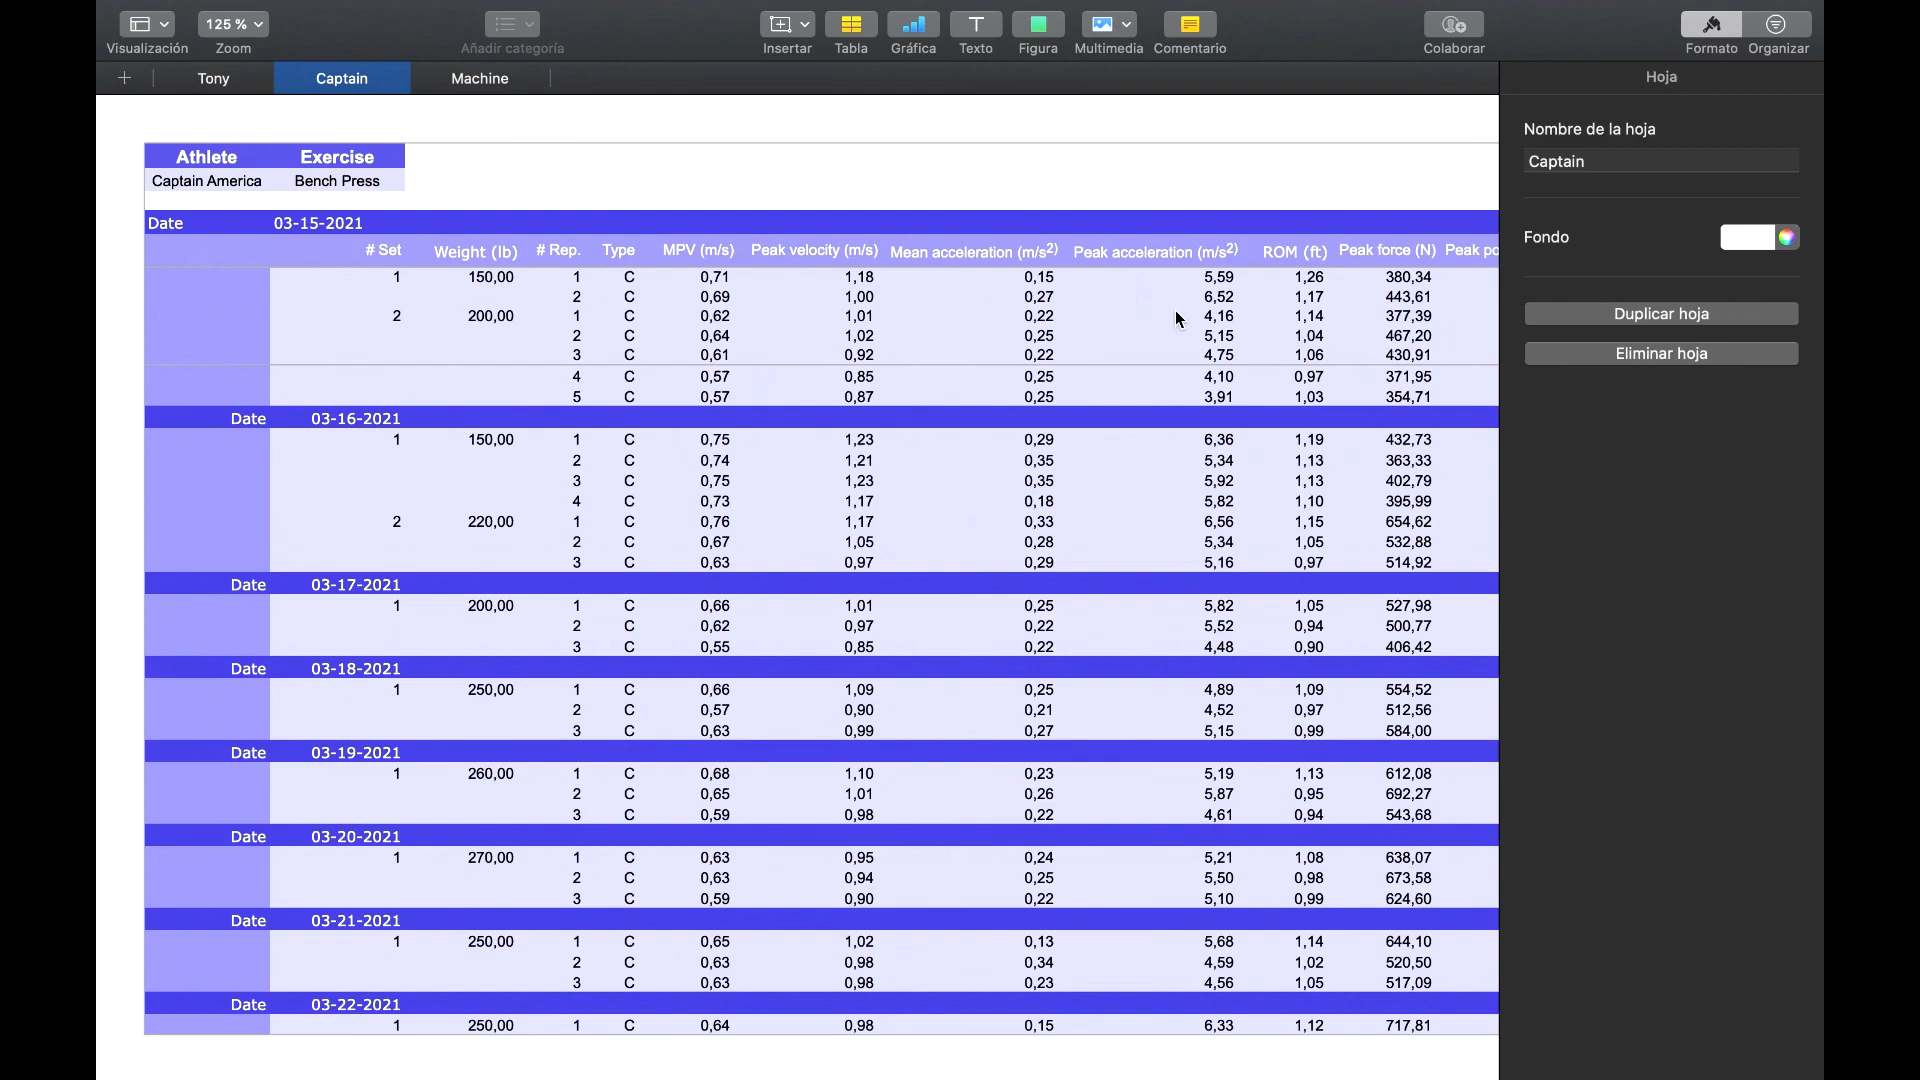 125 %
Visualización Zoom Añadir categoría Insertar Tabla Gráfica Texto Figura Multimedia Comentario Colaborar Formato Organizar
Tony Captain Machine Hoja
Nombre de la hoja
Captain
Fondo
Duplicar hoja
Eliminar hoja
Athlete Exercise
Captain America Bench Press
Date 03-15-2021
# Set Weight (lb) # Rep. Type MPV (m/s) Peak velocity (m/s) Mean acceleration (m/s²) Peak acceleration (m/s²) ROM (ft) Peak force (N) Peak po
1 150,00 1 C 0,71 1,18 0,15 5,59 1,26 380,34
2 C 0,69 1,00 0,27 6,52 1,17 443,61
2 200,00 1 C 0,62 1,01 0,22 4,16 1,14 377,39
2 C 0,64 1,02 0,25 5,15 1,04 467,20
3 C 0,61 0,92 0,22 4,75 1,06 430,91
4 C 0,57 0,85 0,25 4,10 0,97 371,95
5 C 0,57 0,87 0,25 3,91 1,03 354,71
Date 03-16-2021
1 150,00 1 C 0,75 1,23 0,29 6,36 1,19 432,73
2 C 0,74 1,21 0,35 5,34 1,13 363,33
3 C 0,75 1,23 0,35 5,92 1,13 402,79
4 C 0,73 1,17 0,18 5,82 1,10 395,99
2 220,00 1 C 0,76 1,17 0,33 6,56 1,15 654,62
2 C 0,67 1,05 0,28 5,34 1,05 532,88
3 C 0,63 0,97 0,29 5,16 0,97 514,92
Date 03-17-2021
1 200,00 1 C 0,66 1,01 0,25 5,82 1,05 527,98
2 C 0,62 0,97 0,22 5,52 0,94 500,77
3 C 0,55 0,85 0,22 4,48 0,90 406,42
Date 03-18-2021
1 250,00 1 C 0,66 1,09 0,25 4,89 1,09 554,52
2 C 0,57 0,90 0,21 4,52 0,97 512,56
3 C 0,63 0,99 0,27 5,15 0,99 584,00
Date 03-19-2021
1 260,00 1 C 0,68 1,10 0,23 5,19 1,13 612,08
2 C 0,65 1,01 0,26 5,87 0,95 692,27
3 C 0,59 0,98 0,22 4,61 0,94 543,68
Date 03-20-2021
1 270,00 1 C 0,63 0,95 0,24 5,21 1,08 638,07
2 C 0,63 0,94 0,25 5,50 0,98 673,58
3 C 0,59 0,90 0,22 5,10 0,99 624,60
Date 03-21-2021
1 250,00 1 C 0,65 1,02 0,13 5,68 1,14 644,10
2 C 0,63 0,98 0,34 4,59 1,02 520,50
3 C 0,63 0,98 0,23 4,56 1,05 517,09
Date 03-22-2021
1 250,00 1 C 0,64 0,98 0,15 6,33 1,12 717,81